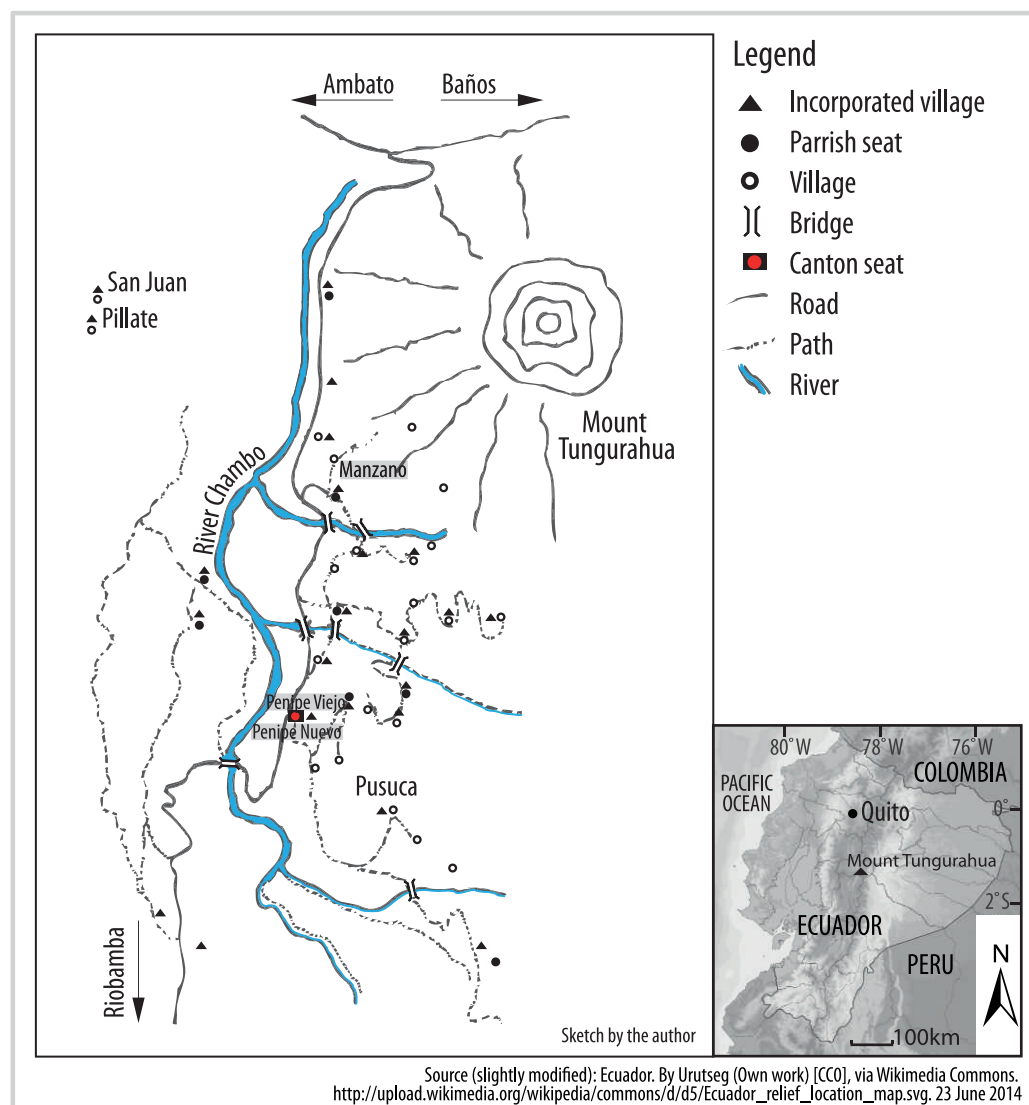 Ambato
Baños
San Juan
Pillate
Mount
Tungurahua
Manzano
River Chambo
Penipe Viejo
Penipe Nuevo
Pusuca
Riobamba
Sketch by the author
Legend
Incorporated village
Parrish seat
Village
Bridge
Canton seat
Road
Path
River
80°W
78°W
76°W
COLOMBIA
PACIFIC
OCEAN
0°
Quito
Mount Tungurahua
2°S
ECUADOR
PERU
N
100km
Source (slightly modified): Ecuador. By Urutseg (Own work) [CC0], via Wikimedia Commons.
http://upload.wikimedia.org/wikipedia/commons/d/d5/Ecuador_relief_location_map.svg. 23 June 2014